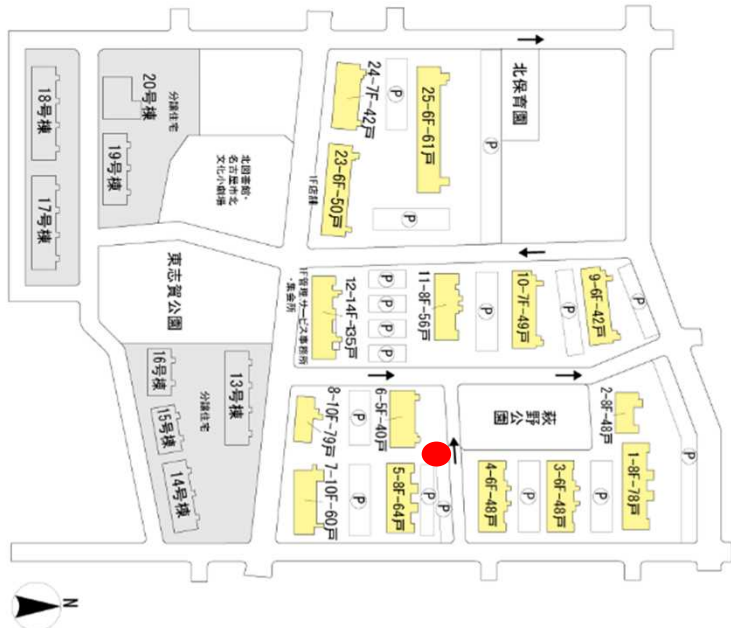 北保育園
24-7F-42戸
25-6F-61戸
P
P
20号棟
分譲住宅
18号棟
19号棟
北図書館・
名古屋市北
文化小劇場
23-6F-50戸
1F店舗
17号棟
P
東志賀公園
1F管理・サービス事務所
・集会所
12-14F-135戸
P
P
P
P
11-8F-56戸
P
10-7F-49戸
P
9-6F-42戸
P
16号棟
15号棟
14号棟
13号棟
分譲住宅
8-10F-79戸
P
6-5F-40戸
萩野公園
2-8F-48戸
7-10F-60戸
P
5-8F-64戸
P
P
4-6F-48戸
P
3-6F-48戸
P
1-8F-78戸
P
N